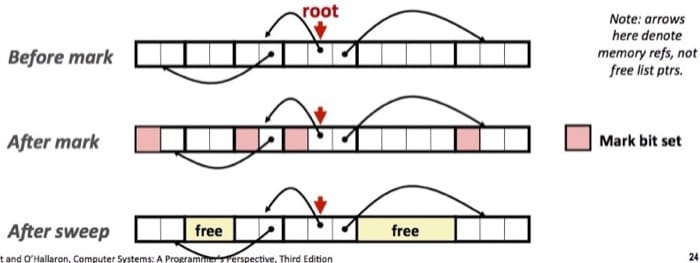 root
Note: arrows
here denote
memory refs, not
free list ptrs.
Before mark
After mark
Mark bit set
After sweep
free
free
t and O'Hallaron, Computer Systems: A Programmer's Perspective, Third Edition